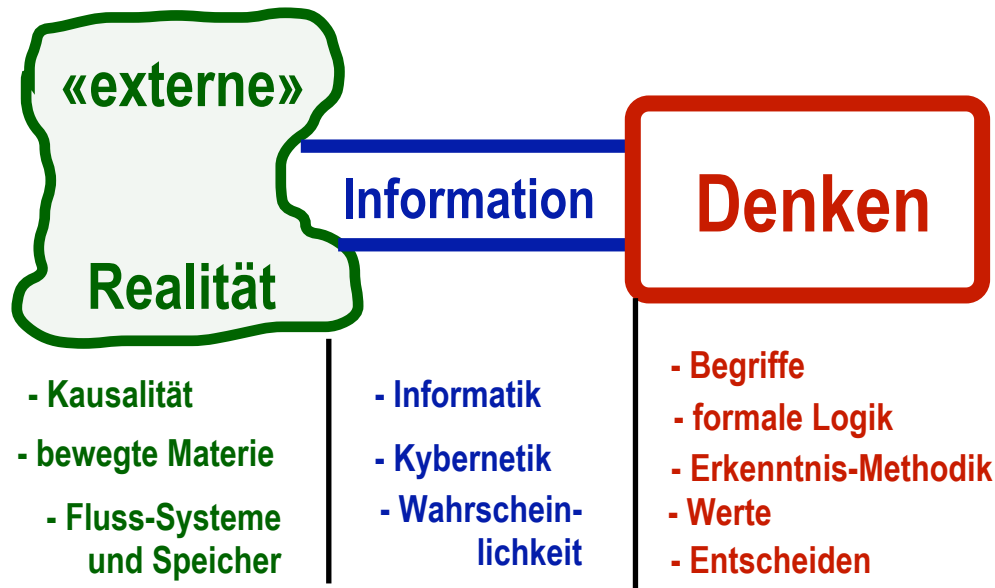 «externe»
Realität
Information
Denken
- Kausalität
- bewegte Materie
- Fluss-Systeme
und Speicher
- Informatik
- Kybernetik
- Wahrschein-
lichkeit
- Begriffe
- formale Logik
- Erkenntnis-Methodik
- Werte
- Entscheiden